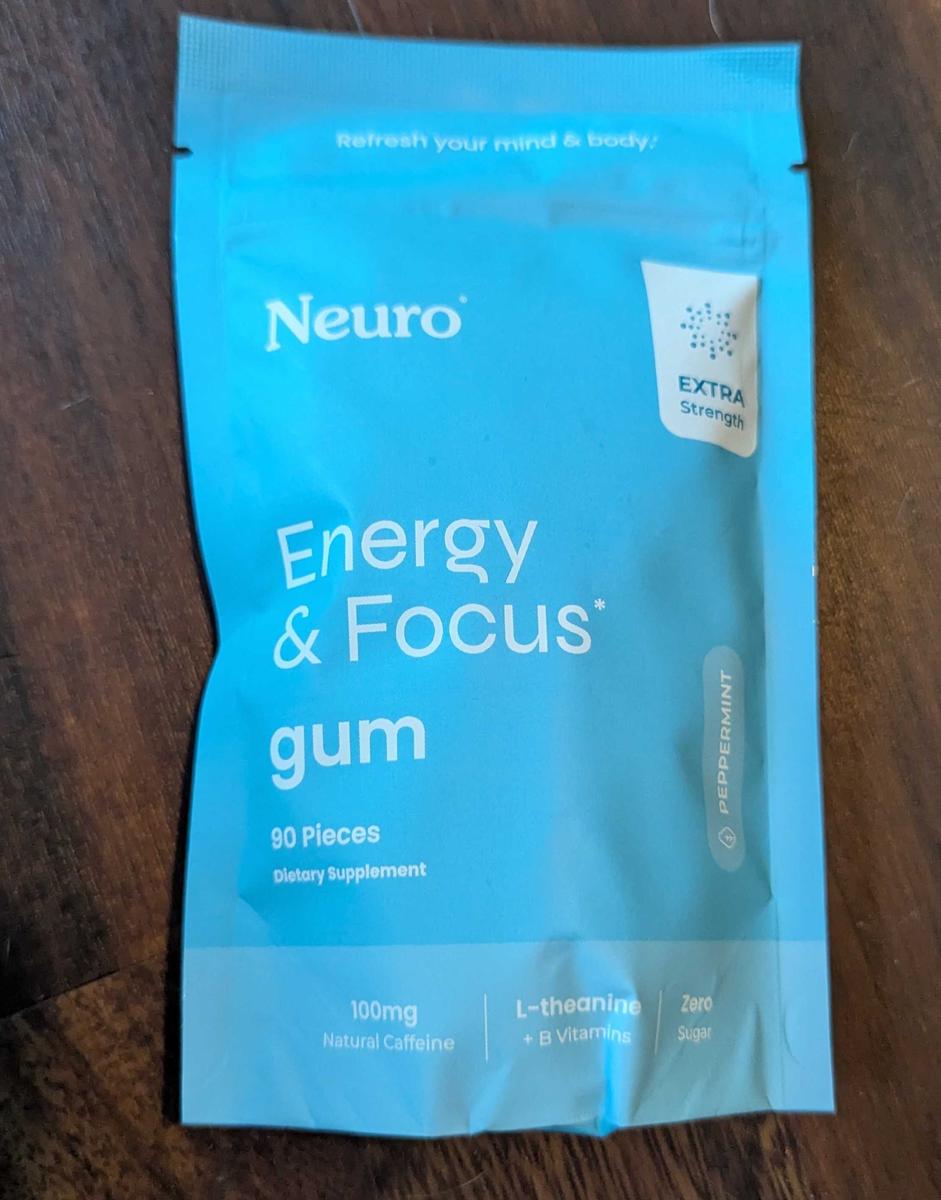 Refresh your mind & body.*
Neuro®
EXTRA
Strength
Energy
& Focus*
gum
90 Pieces
Dietary Supplement
PEPPERMINT
100mg
Natural Caffeine
L-theanine
+ B Vitamins
Zero
Sugar